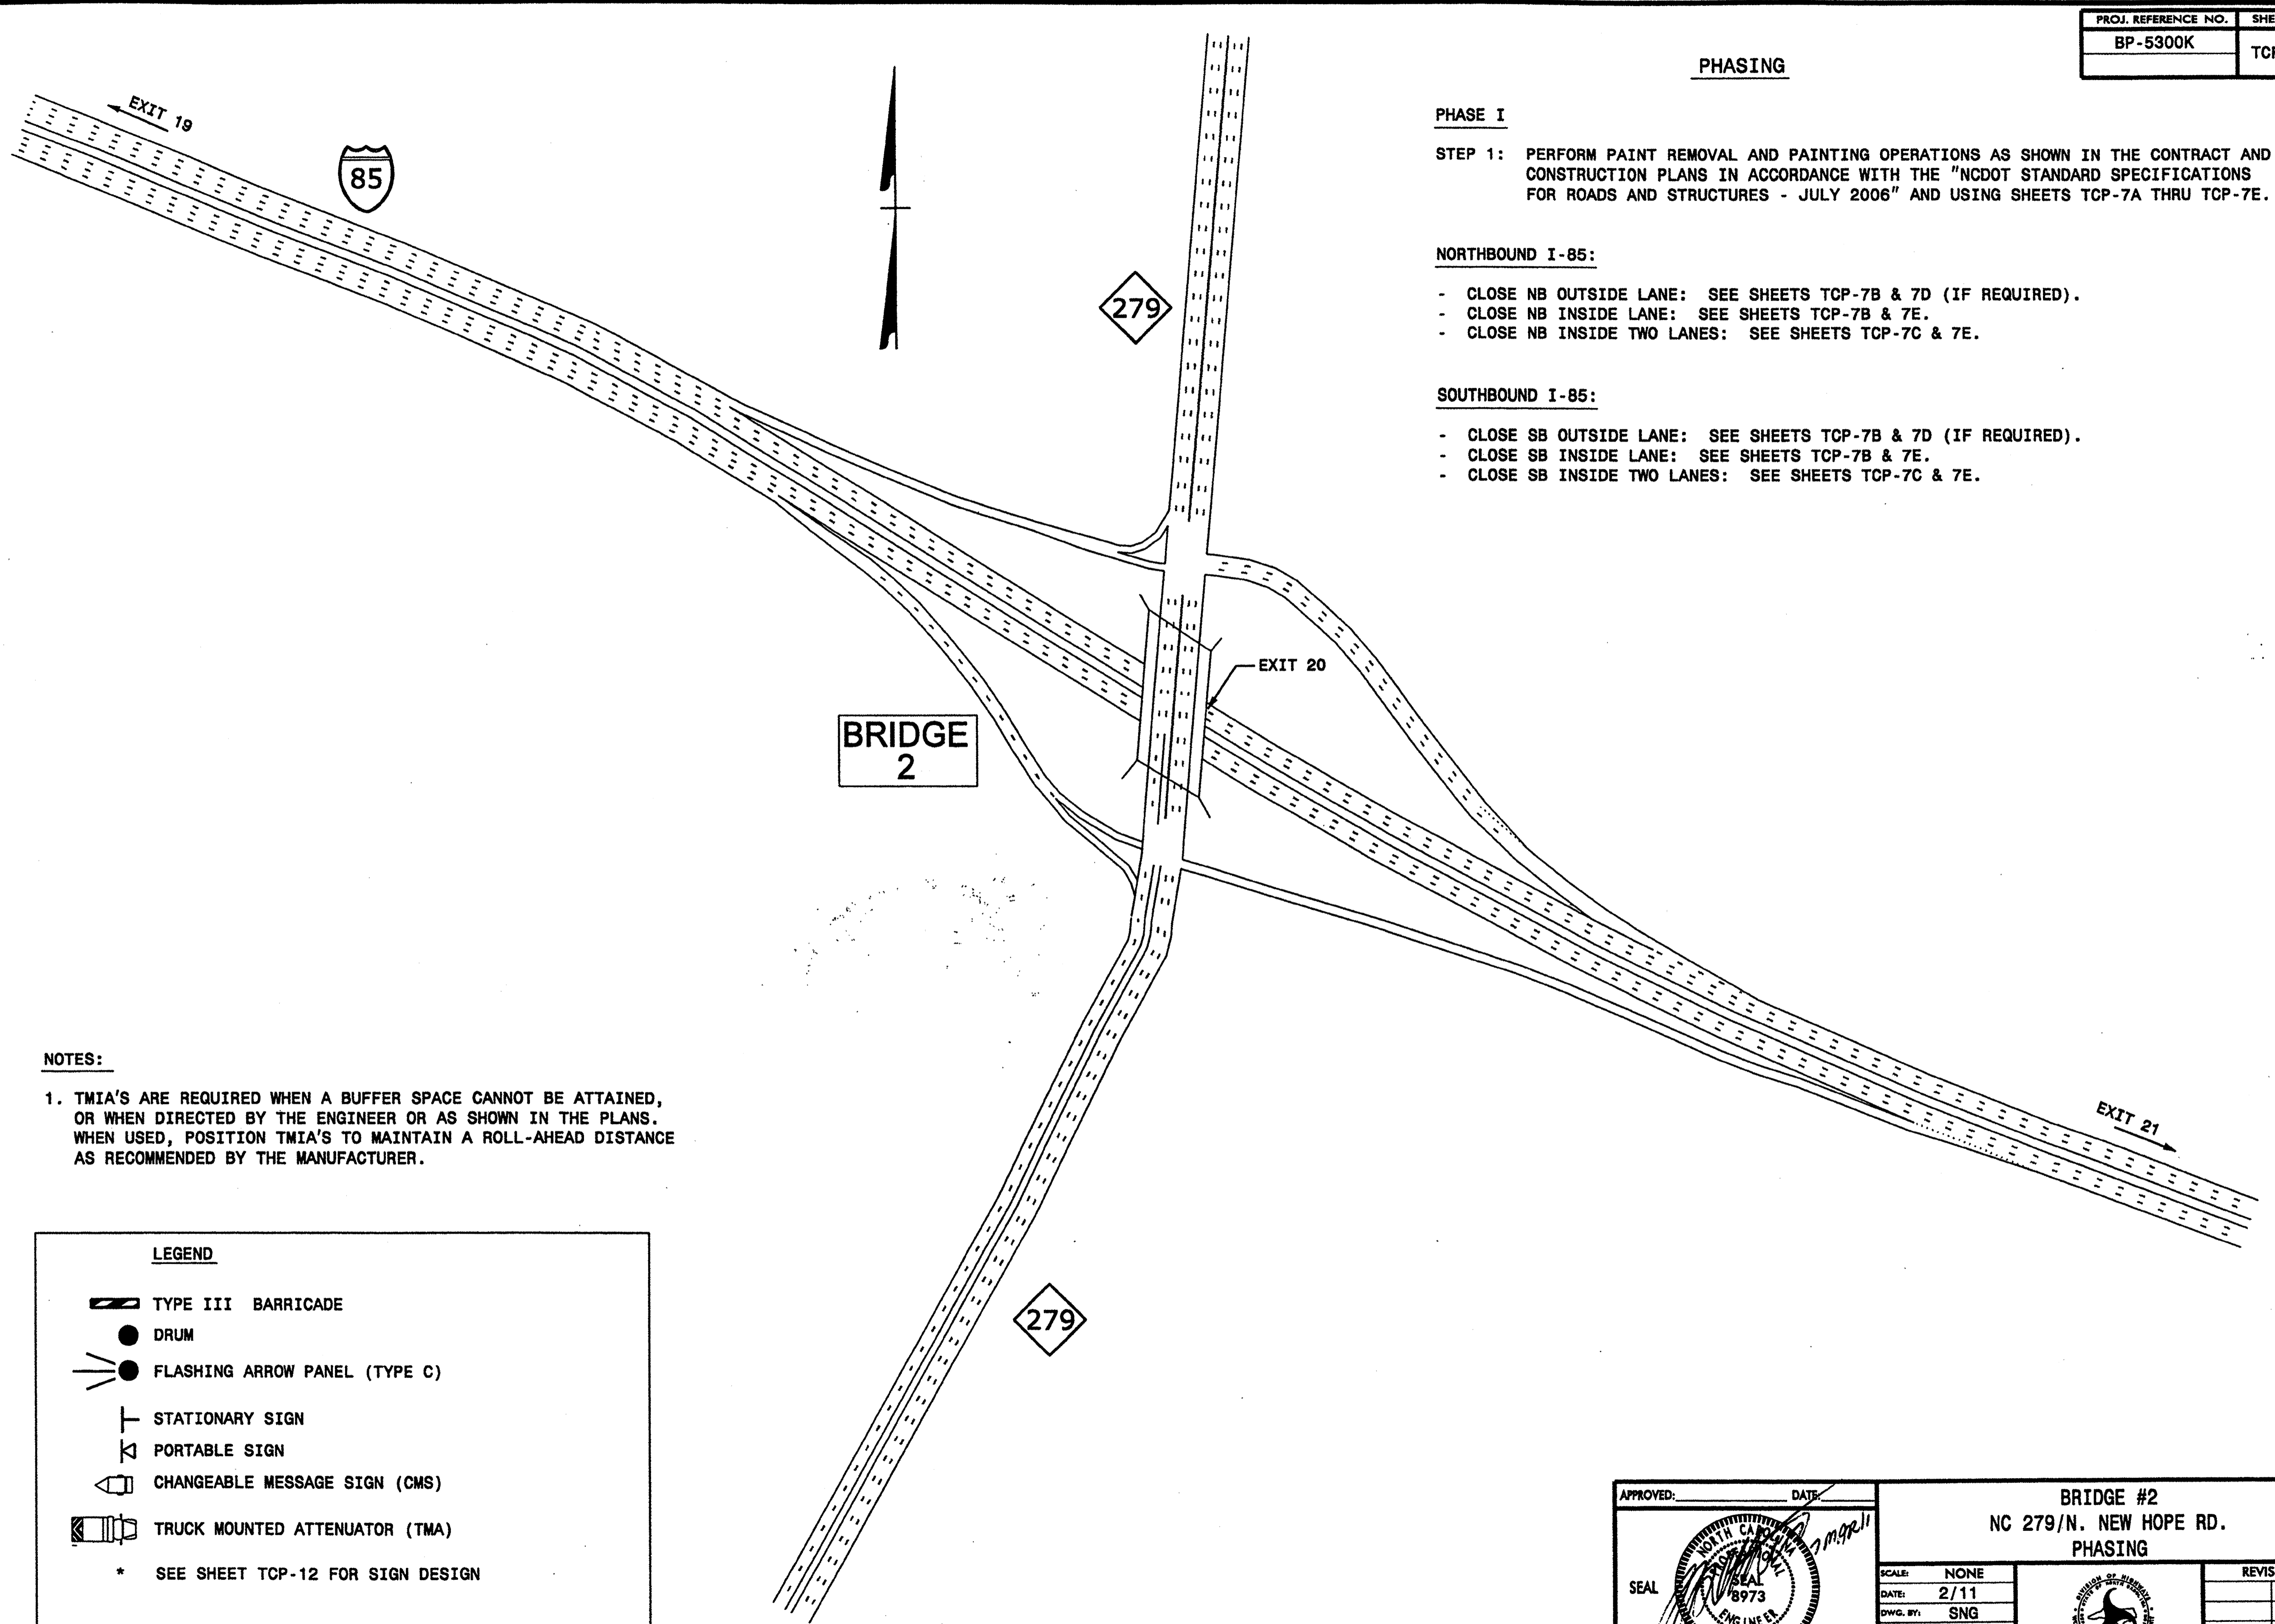 PROJ. REFERENCE NO.
BP-5300K
PHASING
PHASE I
STEP 1: PERFORM PAINT REMOVAL AND PAINTING OPERATIONS AS SHOWN IN THE CONTRACT AND
CONSTRUCTION PLANS IN ACCORDANCE WITH THE "NCDOT STANDARD SPECIFICATIONS
FOR ROADS AND STRUCTURES - JULY 2006" AND USING SHEETS TCP-7A THRU TCP-7E.
NORTHBOUND I-85:
- CLOSE NB OUTSIDE LANE: SEE SHEETS TCP-7B & 7D (IF REQUIRED).
- CLOSE NB INSIDE LANE: SEE SHEETS TCP-7B & 7E.
- CLOSE NB INSIDE TWO LANES: SEE SHEETS TCP-7C & 7E.
SOUTHBOUND I-85:
- CLOSE SB OUTSIDE LANE: SEE SHEETS TCP-7B & 7D (IF REQUIRED).
- CLOSE SB INSIDE LANE: SEE SHEETS TCP-7B & 7E.
- CLOSE SB INSIDE TWO LANES: SEE SHEETS TCP-7C & 7E.
EXIT 19
85
279
EXIT 20
BRIDGE
2
EXIT 21
279
NOTES:
1. TMIA'S ARE REQUIRED WHEN A BUFFER SPACE CANNOT BE ATTAINED,
OR WHEN DIRECTED BY THE ENGINEER OR AS SHOWN IN THE PLANS.
WHEN USED, POSITION TMIA'S TO MAINTAIN A ROLL-AHEAD DISTANCE
AS RECOMMENDED BY THE MANUFACTURER.
LEGEND
TYPE III BARRICADE
DRUM
FLASHING ARROW PANEL (TYPE C)
STATIONARY SIGN
PORTABLE SIGN
CHANGEABLE MESSAGE SIGN (CMS)
TRUCK MOUNTED ATTENUATOR (TMA)
* SEE SHEET TCP-12 FOR SIGN DESIGN
APPROVED: DATE:
SEAL
NORTH CAROLINA
SEAL
8973
ENGINEER
BRIDGE #2
NC 279/N. NEW HOPE RD.
PHASING
SCALE: NONE
DATE: 2/11
DWG. BY: SNG
DIVISION OF HIGHWAYS